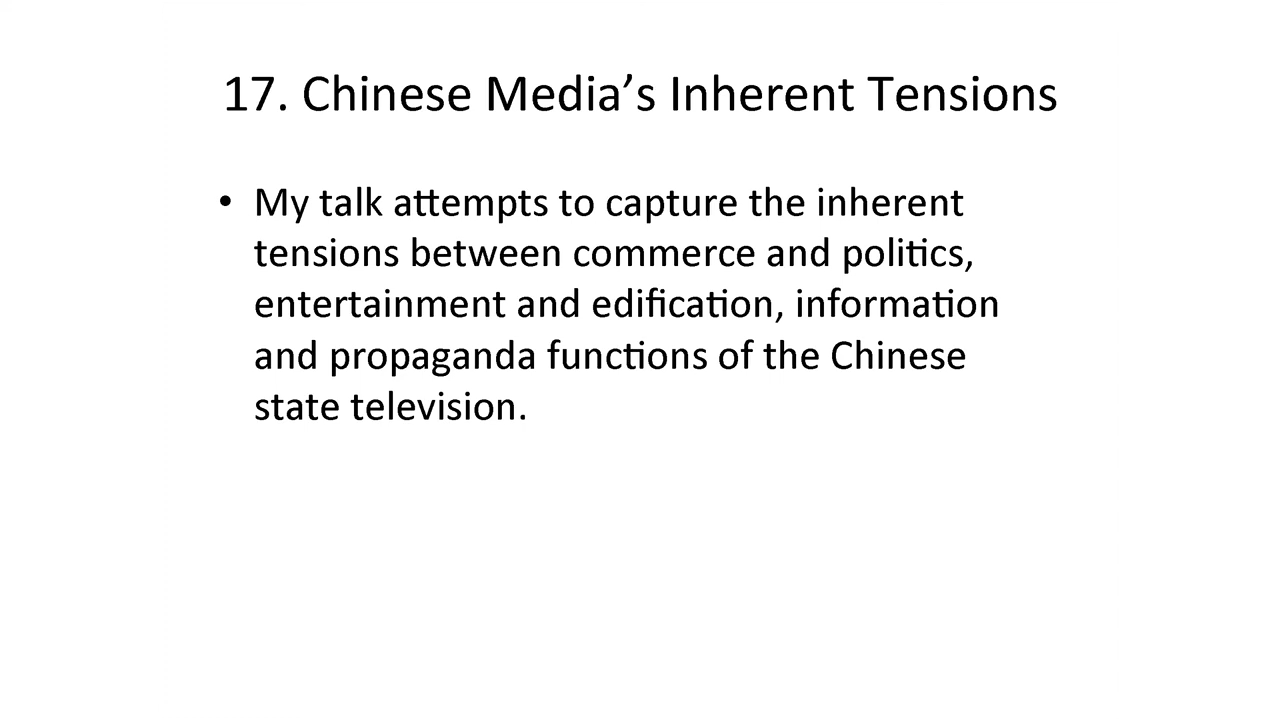 17. Chinese Media’s Inherent Tensions
• My talk attempts to capture the inherent
tensions between commerce and politics,
entertainment and edification, information
and propaganda functions of the Chinese
state television.